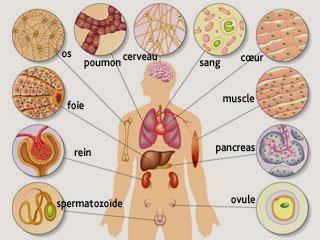 os
poumon
cerveau
sang
cœur
foie
muscle
rein
pancreas
spermatozoïde
ovule